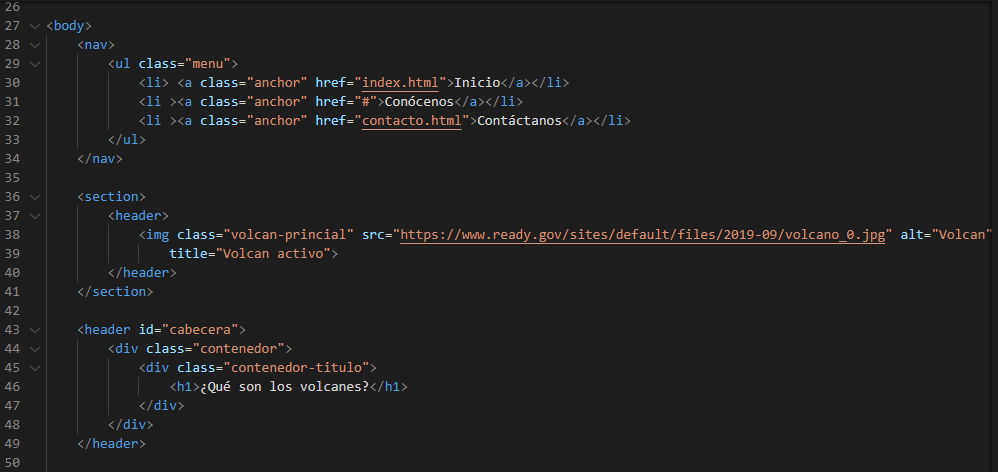 26
27 <body>
28 <nav>
29 <ul class="menu">
30 <li> <a class="anchor" href="index.html">Inicio</a></li>
31 <li ><a class="anchor" href="#">Conócenos</a></li>
32 <li ><a class="anchor" href="contacto.html">Contáctanos</a></li>
33 </ul>
34 </nav>
35
36 <section>
37 <header>
38 <img class="volcan-princial" src="https://www.ready.gov/sites/default/files/2019-09/volcano_0.jpg" alt="Volcan"
39 title="Volcan activo">
40 </header>
41 </section>
42
43 <header id="cabecera">
44 <div class="contenedor">
45 <div class="contenedor-titulo">
46 <h1>¿Qué son los volcanes?</h1>
47 </div>
48 </div>
49 </header>
50